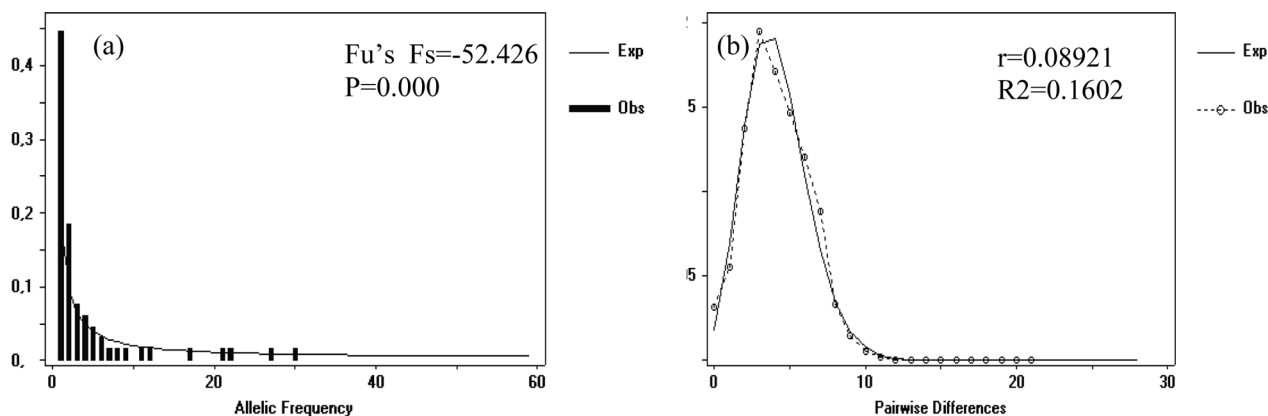 (a)
Fu's Fs=-52.426
P=0.000
Exp
Obs
0,4
0,3
0,2
0,1
0,
0
20
40
60
Allelic Frequency
(b)
r=0.08921
R2=0.1602
Exp
Obs
5
5
0
10
20
30
Pairwise Differences